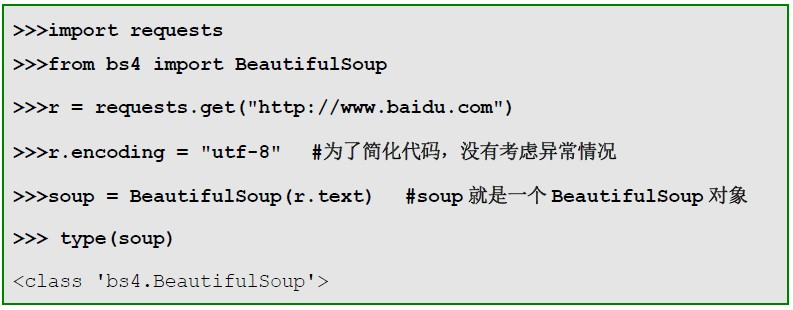 >>>import requests
>>>from bs4 import BeautifulSoup
>>>r = requests.get("http://www.baidu.com")
>>>r.encoding = "utf-8"   #为了简化代码，没有考虑异常情况
>>>soup = BeautifulSoup(r.text)   #soup 就是一个 BeautifulSoup 对象
>>> type(soup)
<class 'bs4.BeautifulSoup'>